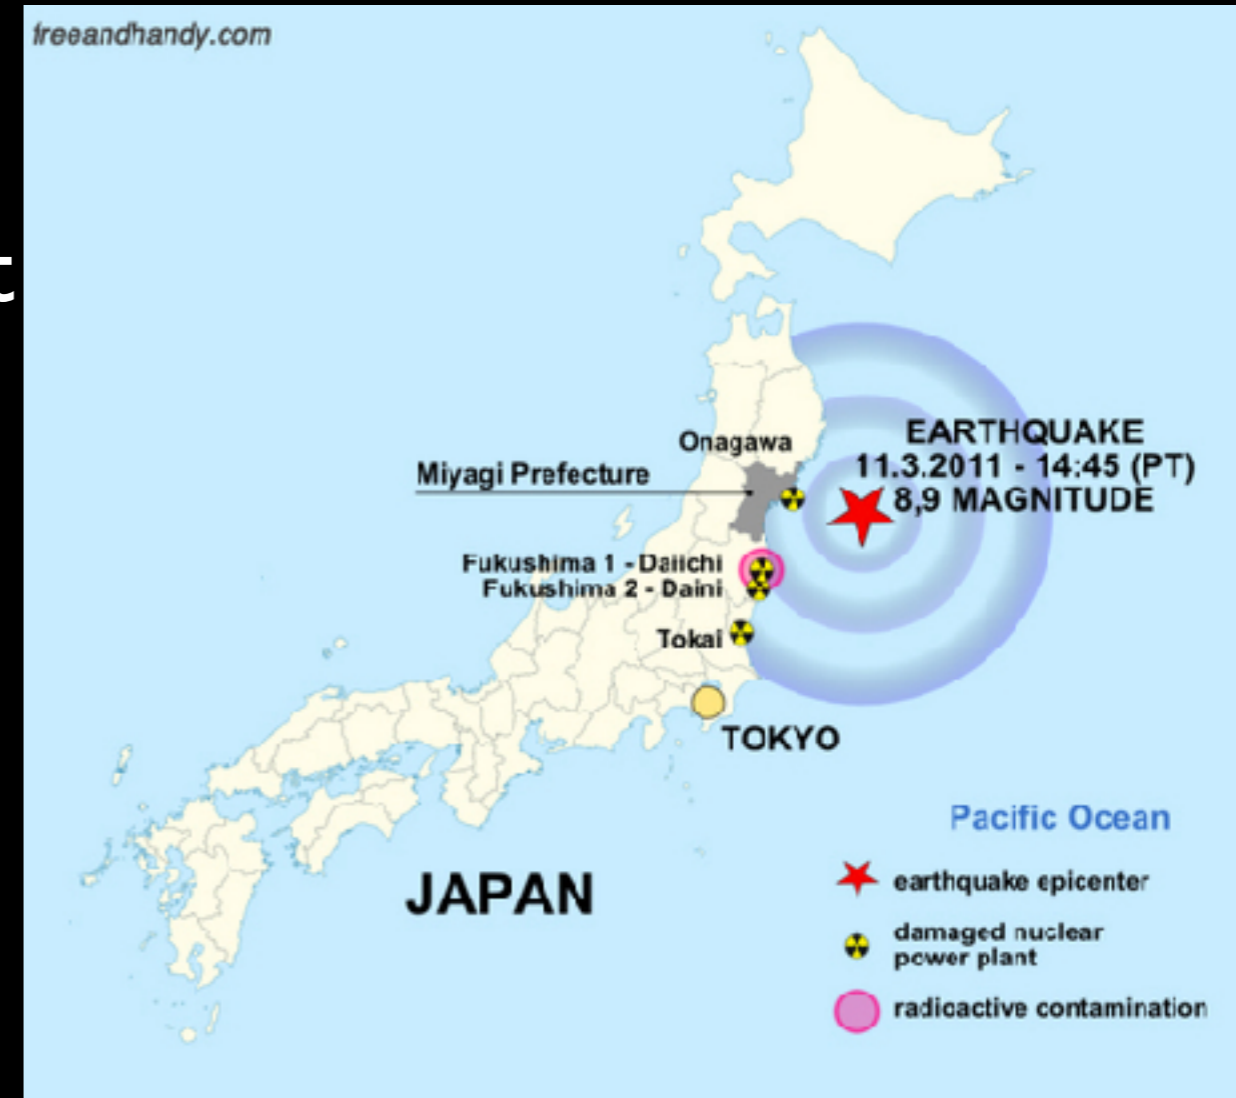 freeandhandy.com
t
Onagawa
Miyagi Prefecture
EARTHQUAKE
11.3.2011 - 14:45 (PT)
8,9 MAGNITUDE
Fukushima 1 - Daiichi
Fukushima 2 - Daini
Tokai
TOKYO
Pacific Ocean
JAPAN
earthquake epicenter
damaged nuclear
power plant
radioactive contamination